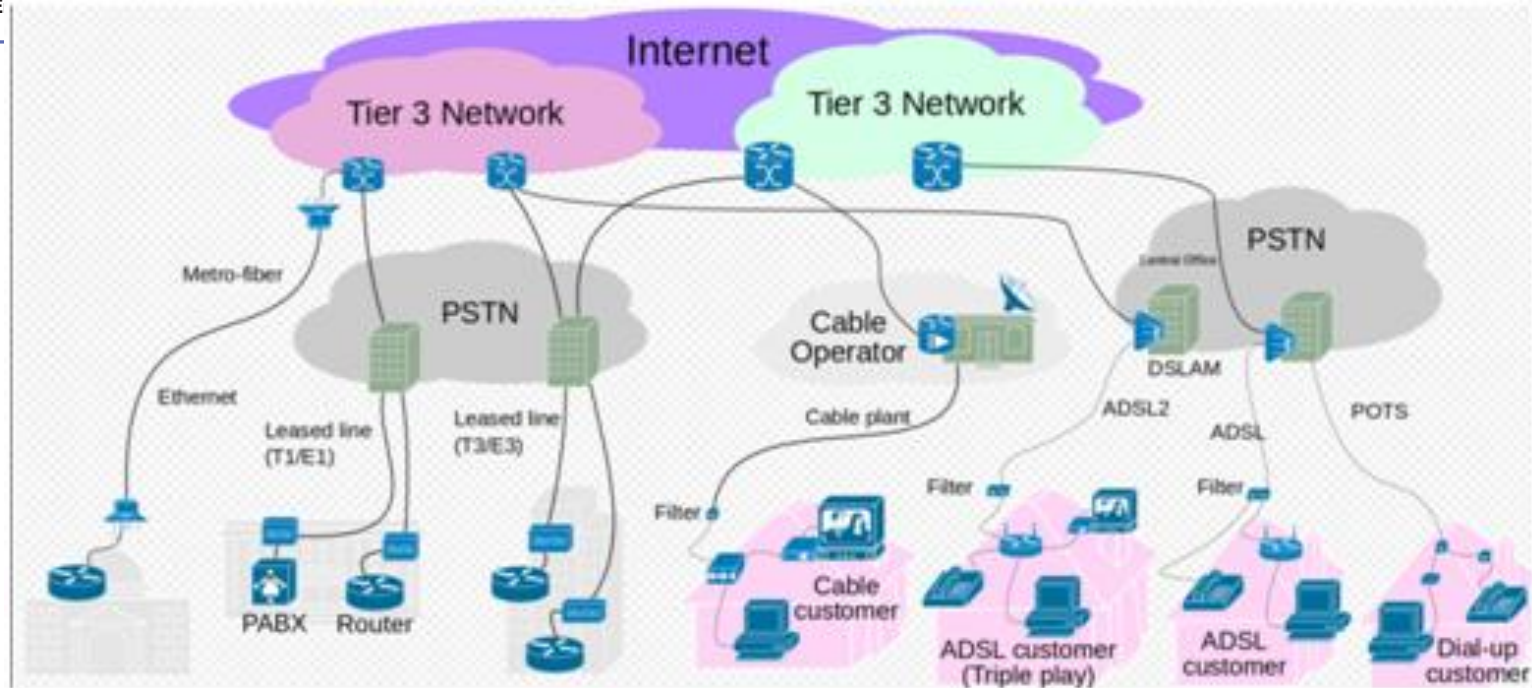 Internet
Tier 3 Network
Tier 3 Network
PSTN
Central Office
Metro-fiber
PSTN
Cable
Operator
DSLAM
Ethernet
Leased line
(T1/E1)
Leased line
(T3/E3)
Cable plant
ADSL2
ADSL
POTS
Filter
Filter
Filter
PABX
Router
Cable
customer
ADSL customer
(Triple play)
ADSL
customer
Dial-up
customer